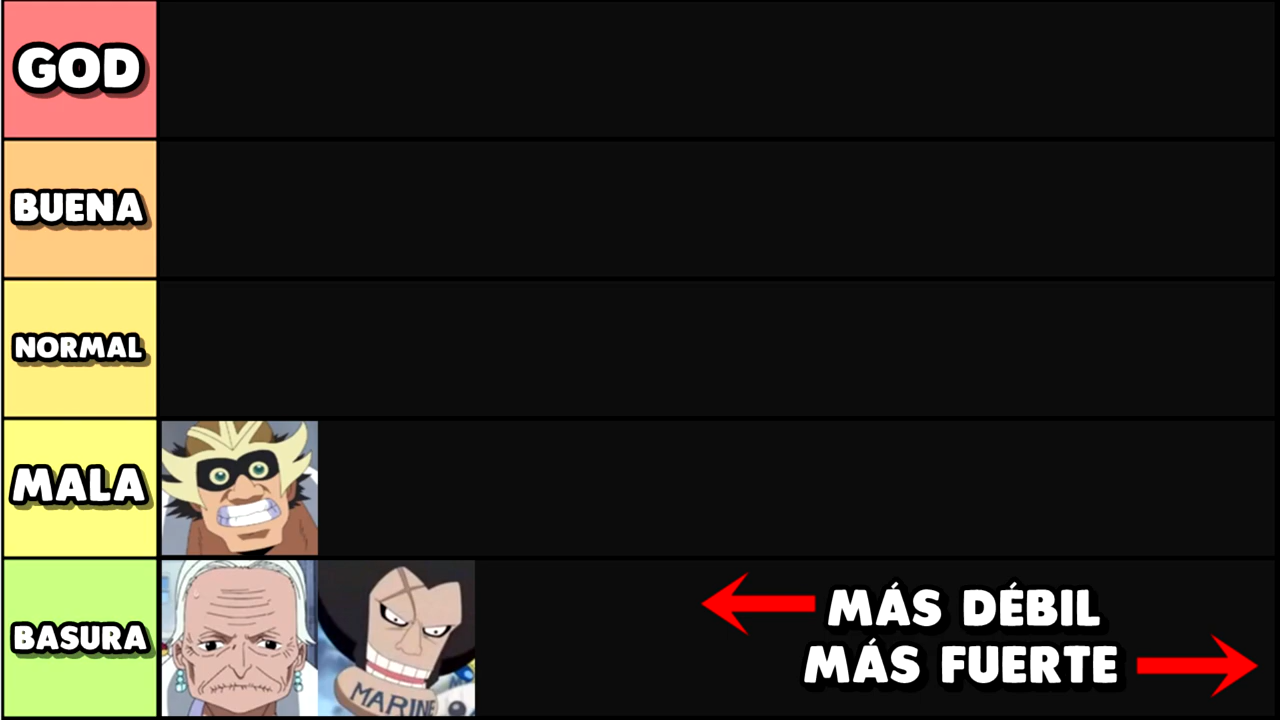 GOD
BUENA
NORMAL
MALA
BASURA
MARINE
MÁS DÉBIL
MÁS FUERTE